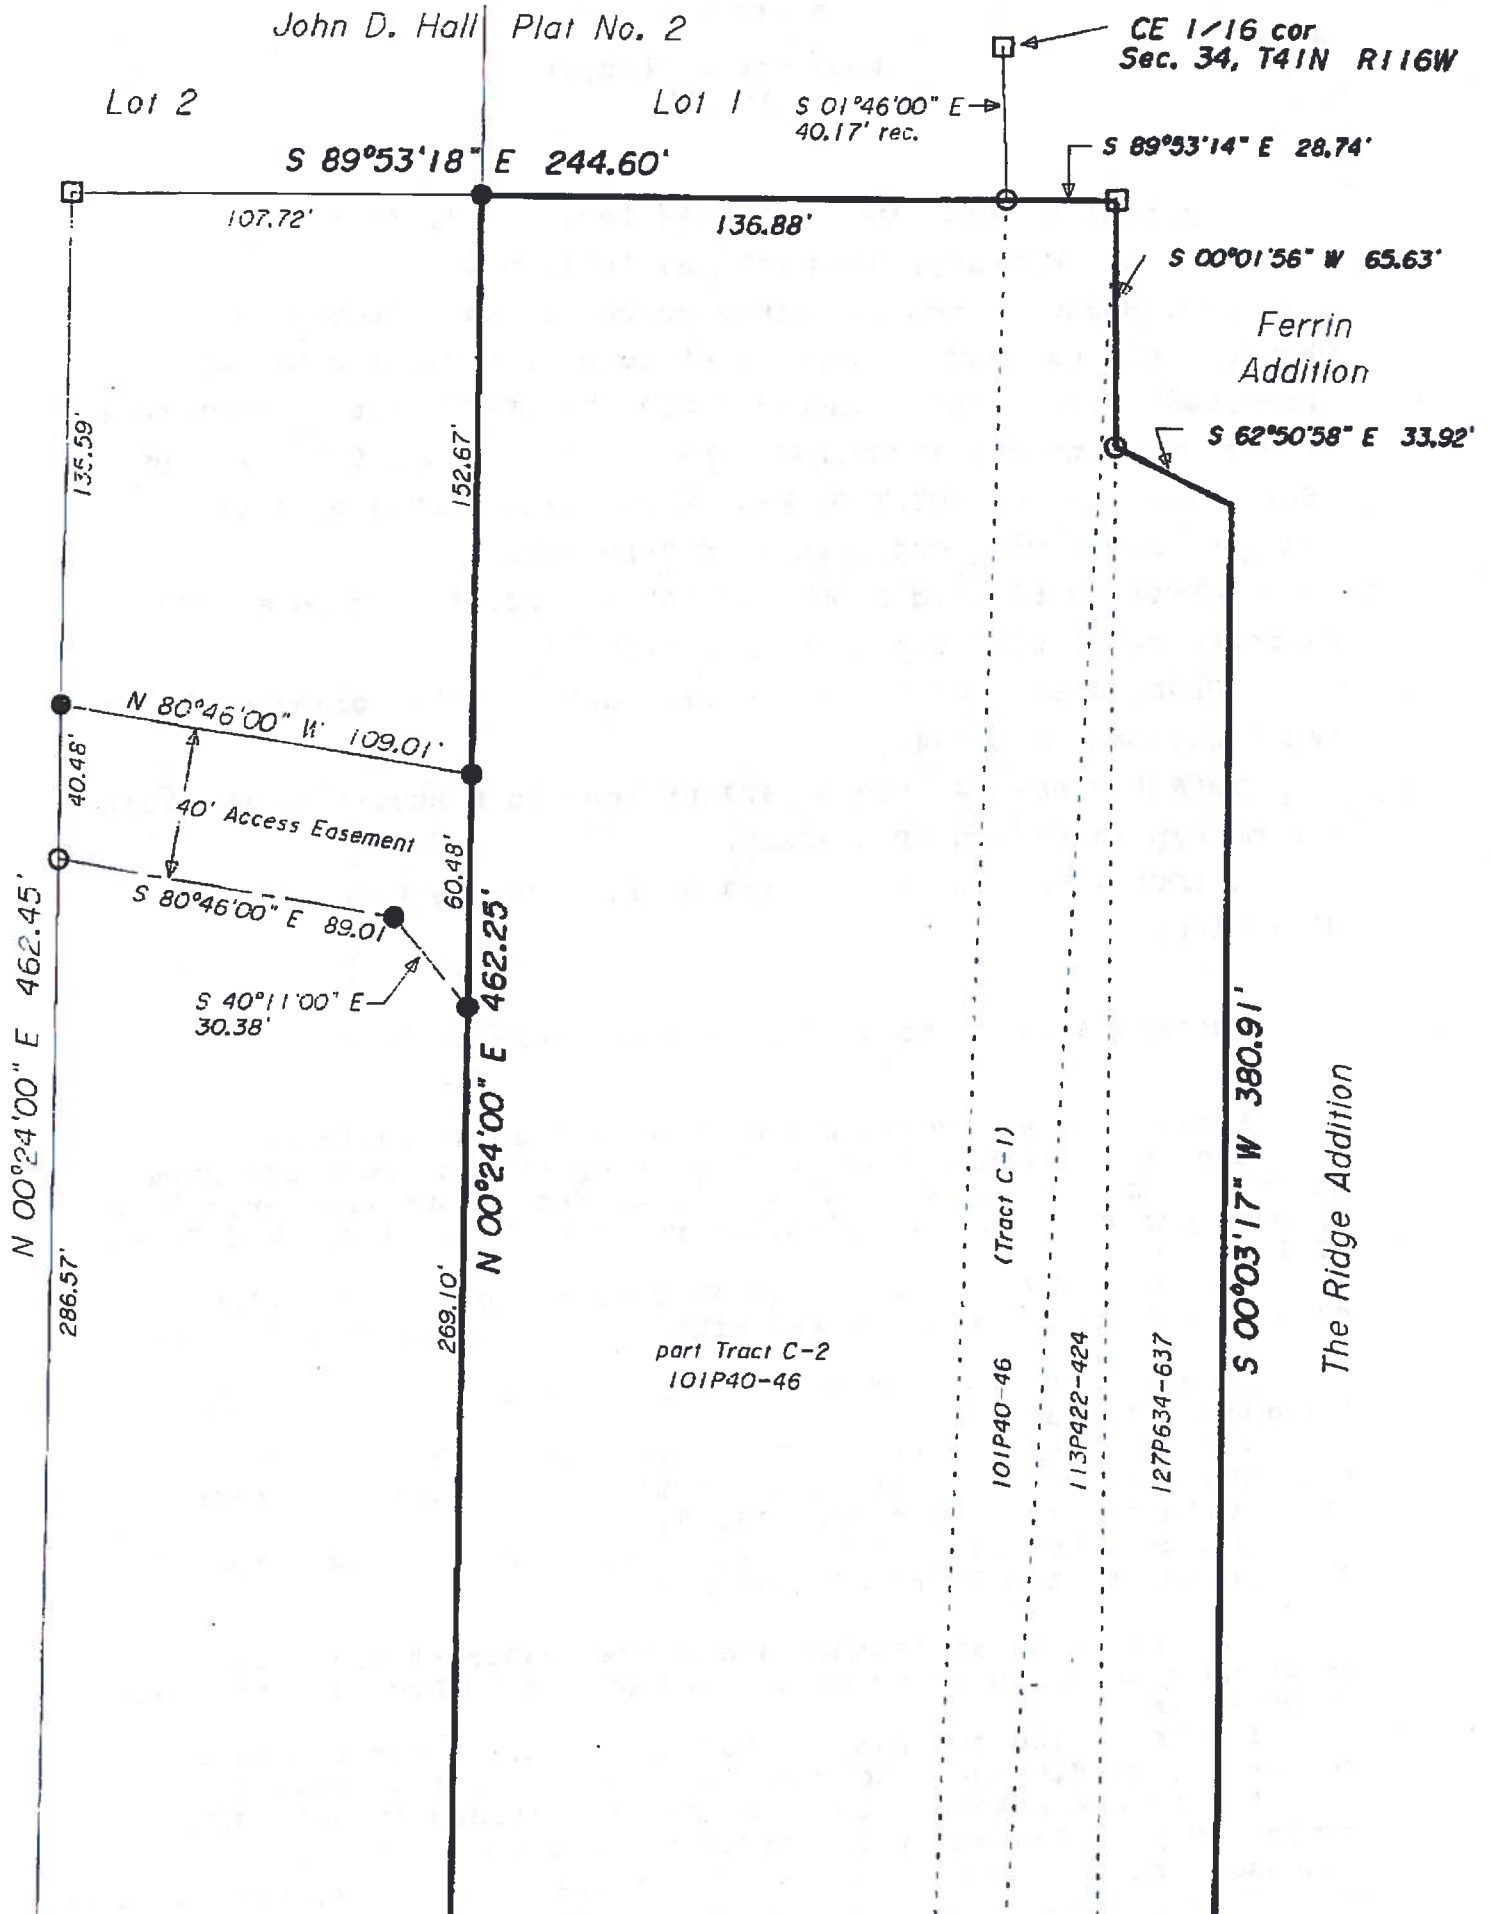 John D. Hall Plat No. 2
CE 1/16 cor
Sec. 34, T41N R116W
Lot 2
Lot 1
S 01°46'00" E
40.17' rec.
S 89°53'14" E 28.74'
S 89°53'18" E 244.60'
107.72'
136.88'
S 00°01'56" W 65.63'
Ferrin
Addition
S 62°50'58" E 33.92'
135.59'
152.67'
N 80°46'00" W 109.01'
40.48'
40' Access Easement
60.48'
S 80°46'00" E 89.01
S 40°11'00" E
30.38'
N 00°24'00" E 462.45'
N 00°24'00" E 462.25'
286.57'
269.10'
part Tract C-2
101P40-46
(Tract C-1)
101P40-46
113P422-424
127P634-637
S 00°03'17" W 380.91'
The Ridge Addition